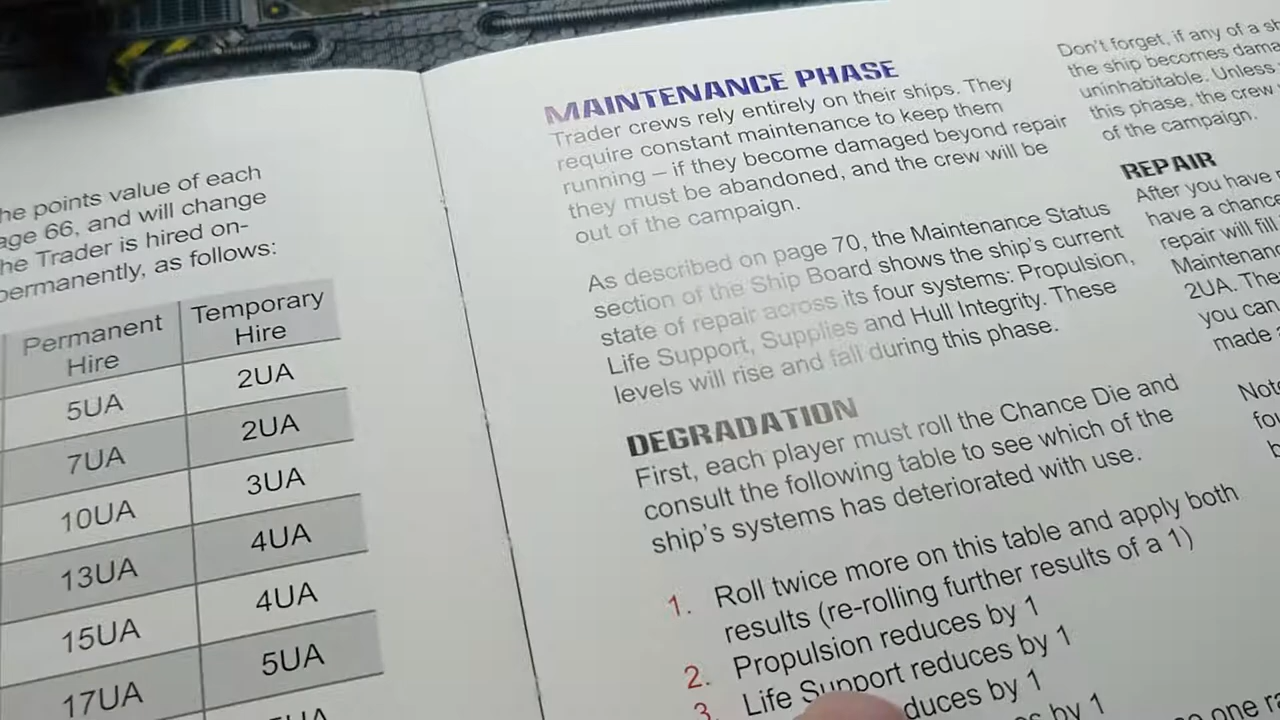 he points value of each
age 66, and will change
he Trader is hired on-
permanently, as follows:
Permanent Hire Temporary Hire
5UA 2UA
7UA 2UA
10UA 3UA
13UA 4UA
15UA 4UA
17UA 5UA
MAINTENANCE PHASE
Trader crews rely entirely on their ships. They
require constant maintenance to keep them
running – if they become damaged beyond repair
they must be abandoned, and the crew will be
out of the campaign.
As described on page 70, the Maintenance Status
section of the Ship Board shows the ship's current
state of repair across its four systems: Propulsion,
Life Support, Supplies and Hull Integrity. These
levels will rise and fall during this phase.
DEGRADATION
First, each player must roll the Chance Die and
consult the following table to see which of the
ship's systems has deteriorated with use.
1. Roll twice more on this table and apply both
results (re-rolling further results of a 1)
2. Propulsion reduces by 1
3. Life Support reduces by 1
duces by 1
by 1
Don't forget, if any of a sh
the ship becomes dama
uninhabitable. Unless
this phase, the crew
of the campaign.
REPAIR
After you have
have a chance
repair will fill
Maintenan
2UA. The
you can
made
Note
fou
one